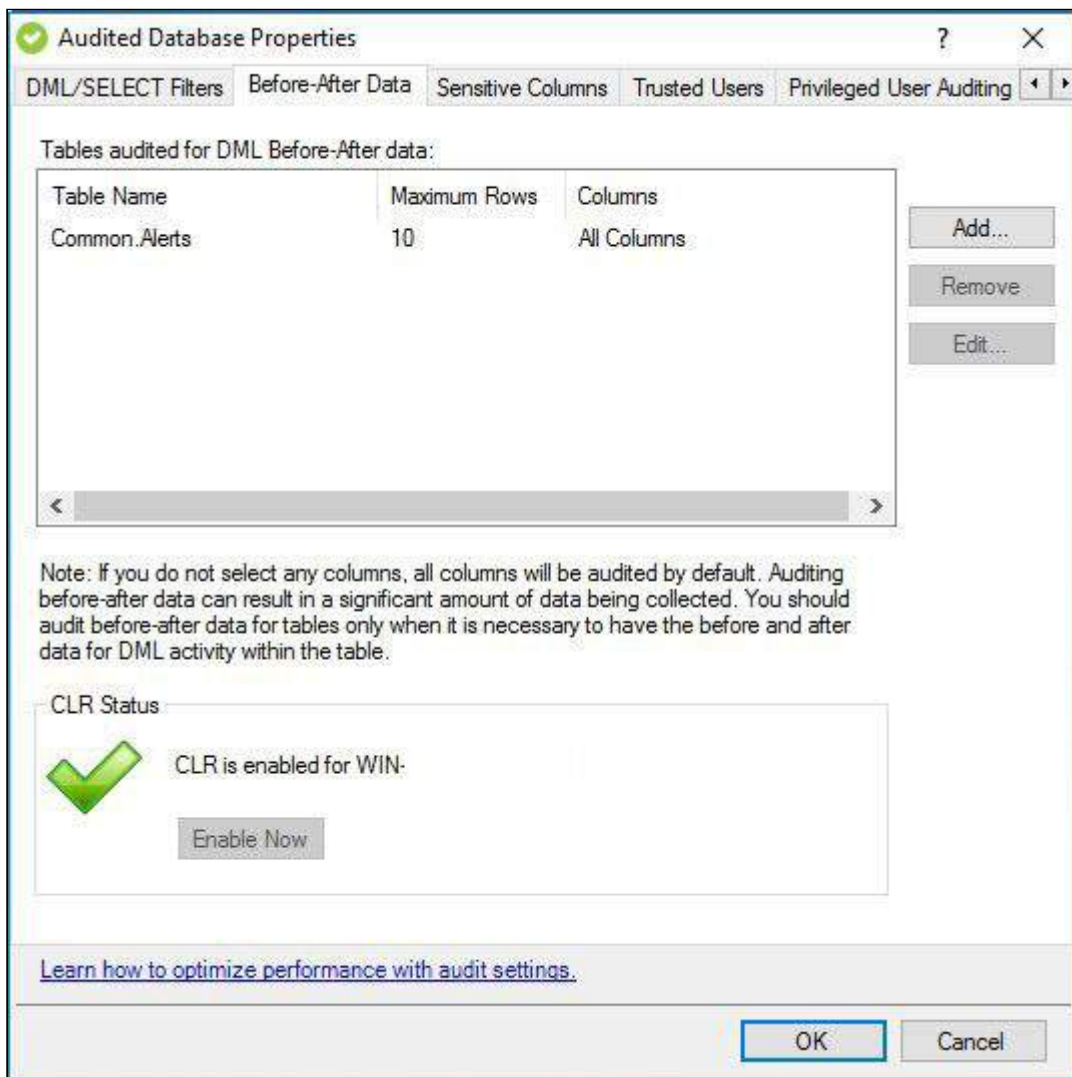 Audited Database Properties ? X
DML/SELECT Filters Before-After Data Sensitive Columns Trusted Users Privileged User Auditing
Tables audited for DML Before-After data:
Table Name Maximum Rows Columns
Common.Alerts 10 All Columns
Add...
Remove
Edit...
Note: If you do not select any columns, all columns will be audited by default. Auditing
before-after data can result in a significant amount of data being collected. You should
audit before-after data for tables only when it is necessary to have the before and after
data for DML activity within the table.
CLR Status
CLR is enabled for WIN-
Enable Now
Learn how to optimize performance with audit settings.
OK Cancel